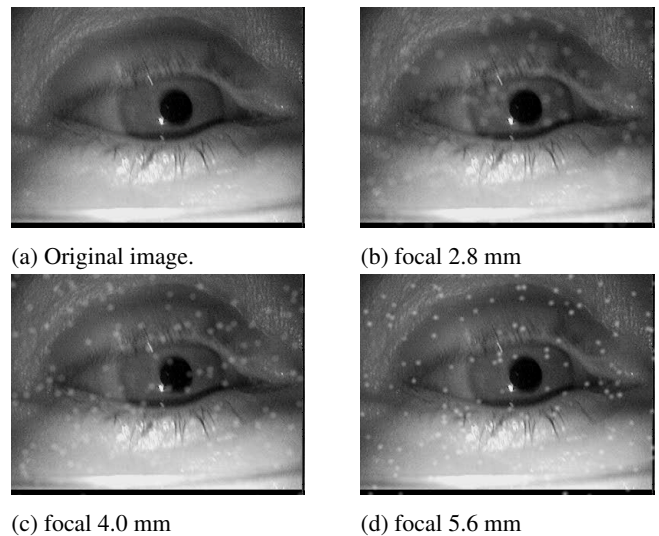 (a) Original image.
(b) focal 2.8 mm
(c) focal 4.0 mm
(d) focal 5.6 mm